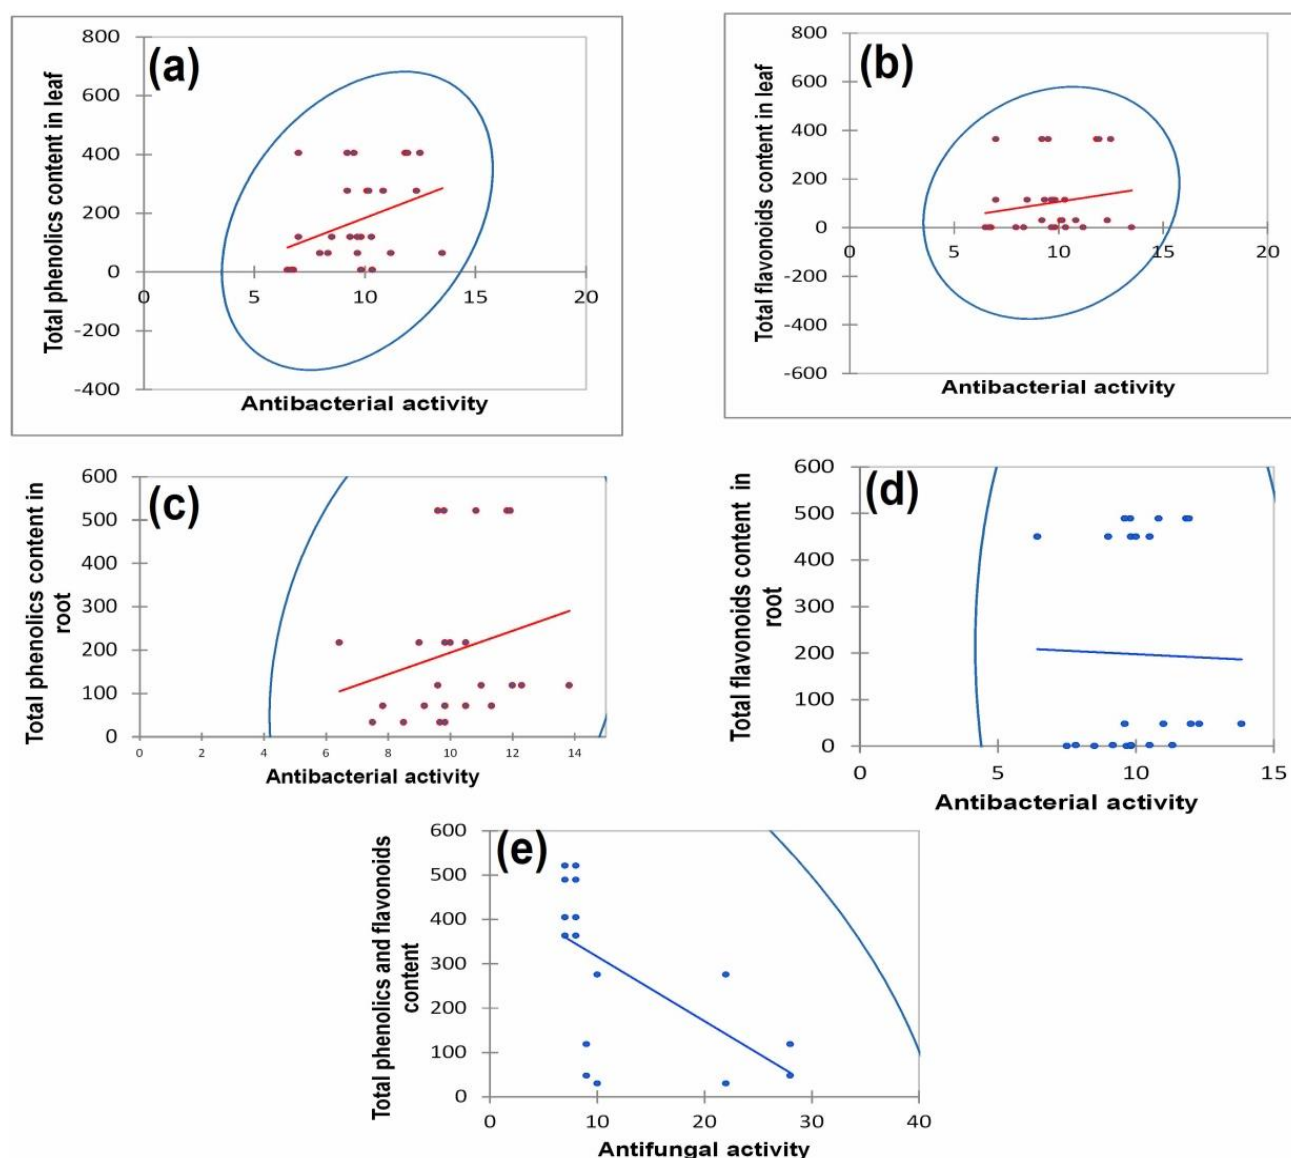 (a)
Total phenolics content in leaf
800
600
400
200
0
-200
-400
0 5 10 15 20
Antibacterial activity
(b)
Total flavonoids content in leaf
800
600
400
200
0
-200
-400
-600
0 5 10 15 20
Antibacterial activity
(c)
Total phenolics content in
root
600
500
400
300
200
100
0
0 2 4 6 8 10 12 14
Antibacterial activity
(d)
Total flavonoids content in
root
600
500
400
300
200
100
0
0 5 10 15
Antibacterial activity
(e)
Total phenolics and flavonoids
content
600
500
400
300
200
100
0
0 10 20 30 40
Antifungal activity